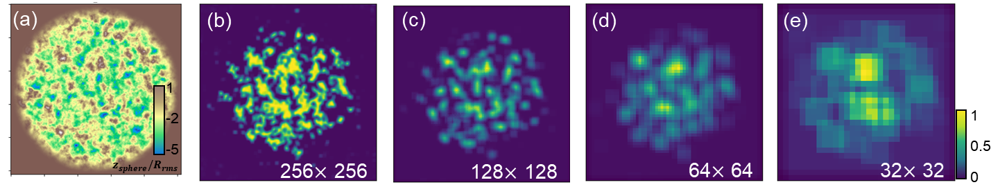 (a)
1
-2
-5
z_sphere/R_rms
(b)
256× 256
(c)
128× 128
(d)
64× 64
(e)
32× 32
1
0.5
0